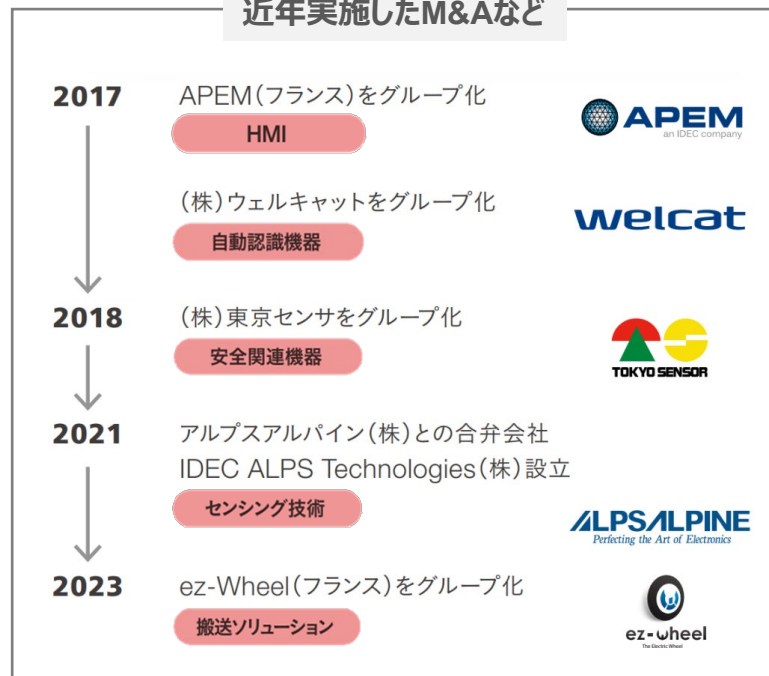 近年実施したM&Aなど
2017
APEM(フランス)をグループ化
HMI
APEM
an IDEC company
(株)ウェルキャットをグループ化
自動認識機器
welcat
2018
(株)東京センサをグループ化
安全関連機器
TOKYO SENSOR
2021
アルプスアルパイン(株)との合弁会社
IDEC ALPS Technologies(株)設立
センシング技術
ALPSALPINE
Perfecting the Art of Electronics
2023
ez-Wheel(フランス)をグループ化
搬送ソリューション
ez-wheel
The Electric Wheel